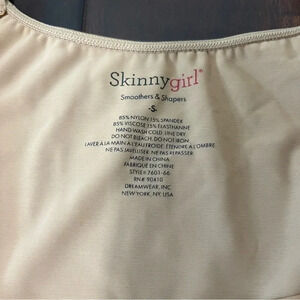 Skinnygirl®
Smoothers & Shapers
-S-
85% NYLON 15% SPANDEX
85% VISCOSE 15% ELASTHANNE
HAND WASH COLD, LINE DRY
DO NOT BLEACH, DO NOT IRON
LAVER À LA MAIN À L'EAU FROIDE, ÉTENDRE À L'OMBRE
NE PAS JAVELLISER, NE PAS REPASSER
MADE IN CHINA
FABRIQUE EN CHINE
STYLE# 7601-66
RN# 90410
DREAMWEAR, INC
NEW YORK, NY, USA